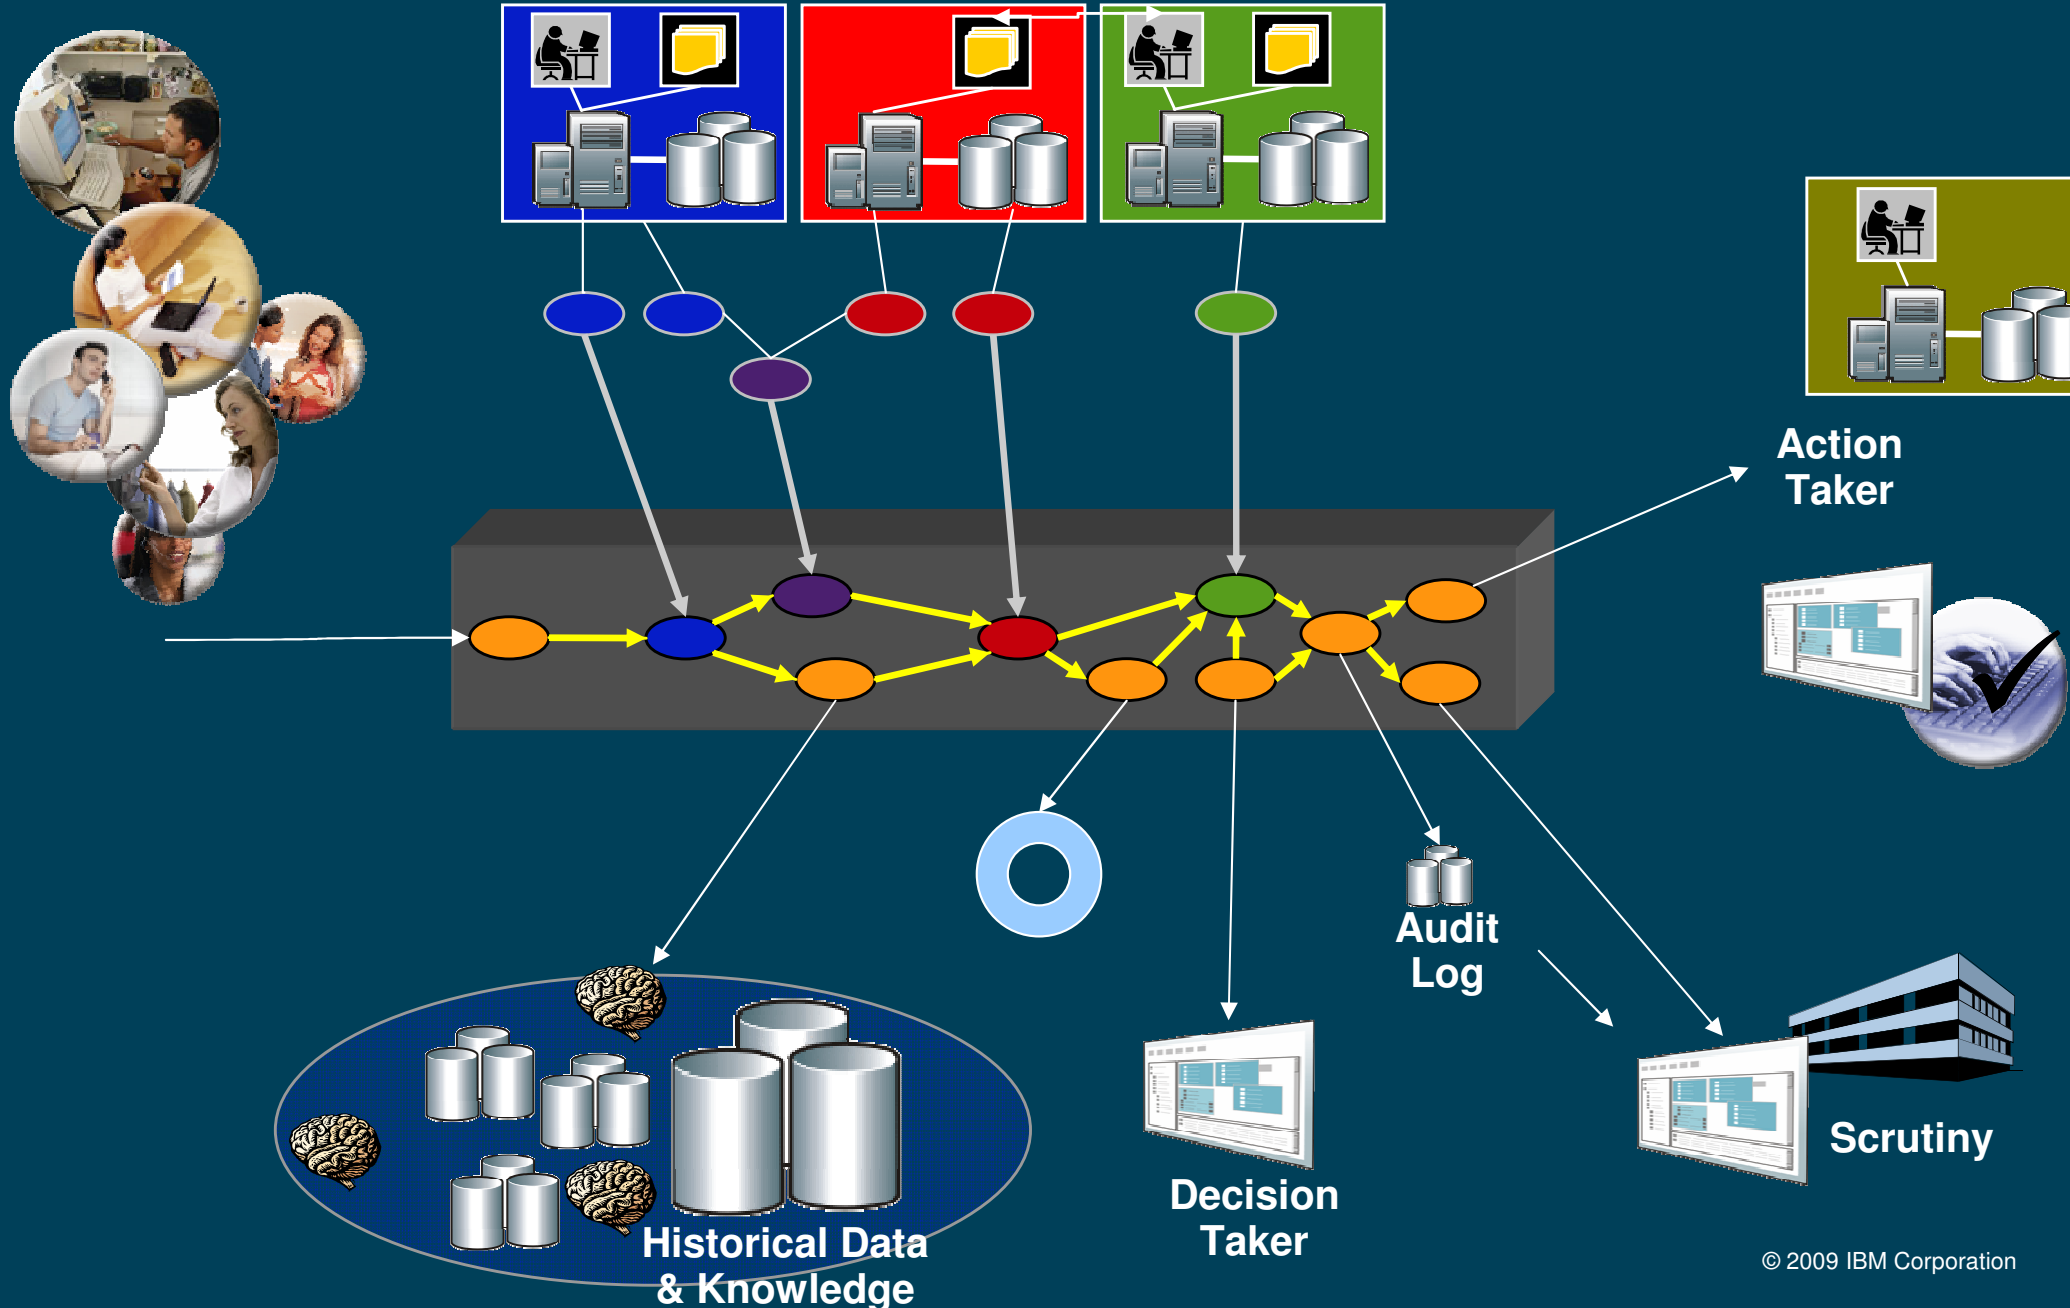 Action
Taker
Audit
Log
Scrutiny
Decision
Taker
Historical Data
& Knowledge
© 2009 IBM Corporation